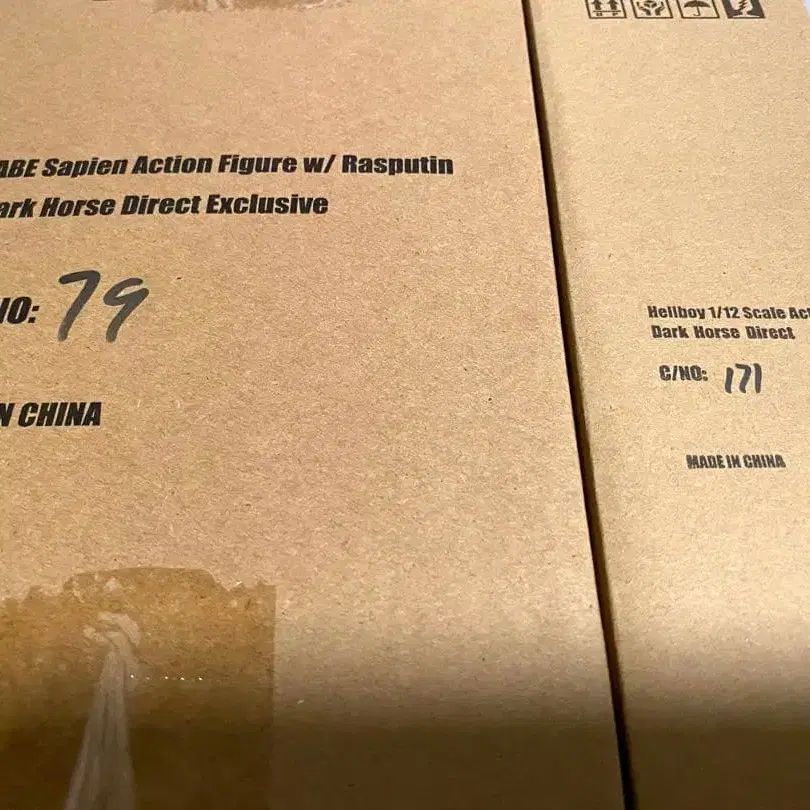 ABE Sapien Action Figure w/ Rasputin
Dark Horse Direct Exclusive
NO: 79
IN CHINA
Hellboy 1/12 Scale Act
Dark Horse Direct
C/NO: 171
MADE IN CHINA